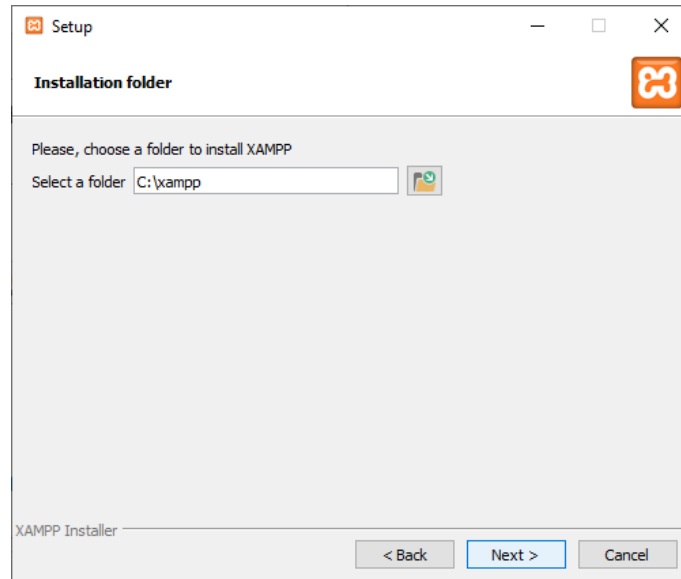 Setup
Installation folder
Please, choose a folder to install XAMPP
Select a folder C:\xampp
XAMPP Installer
< Back Next > Cancel